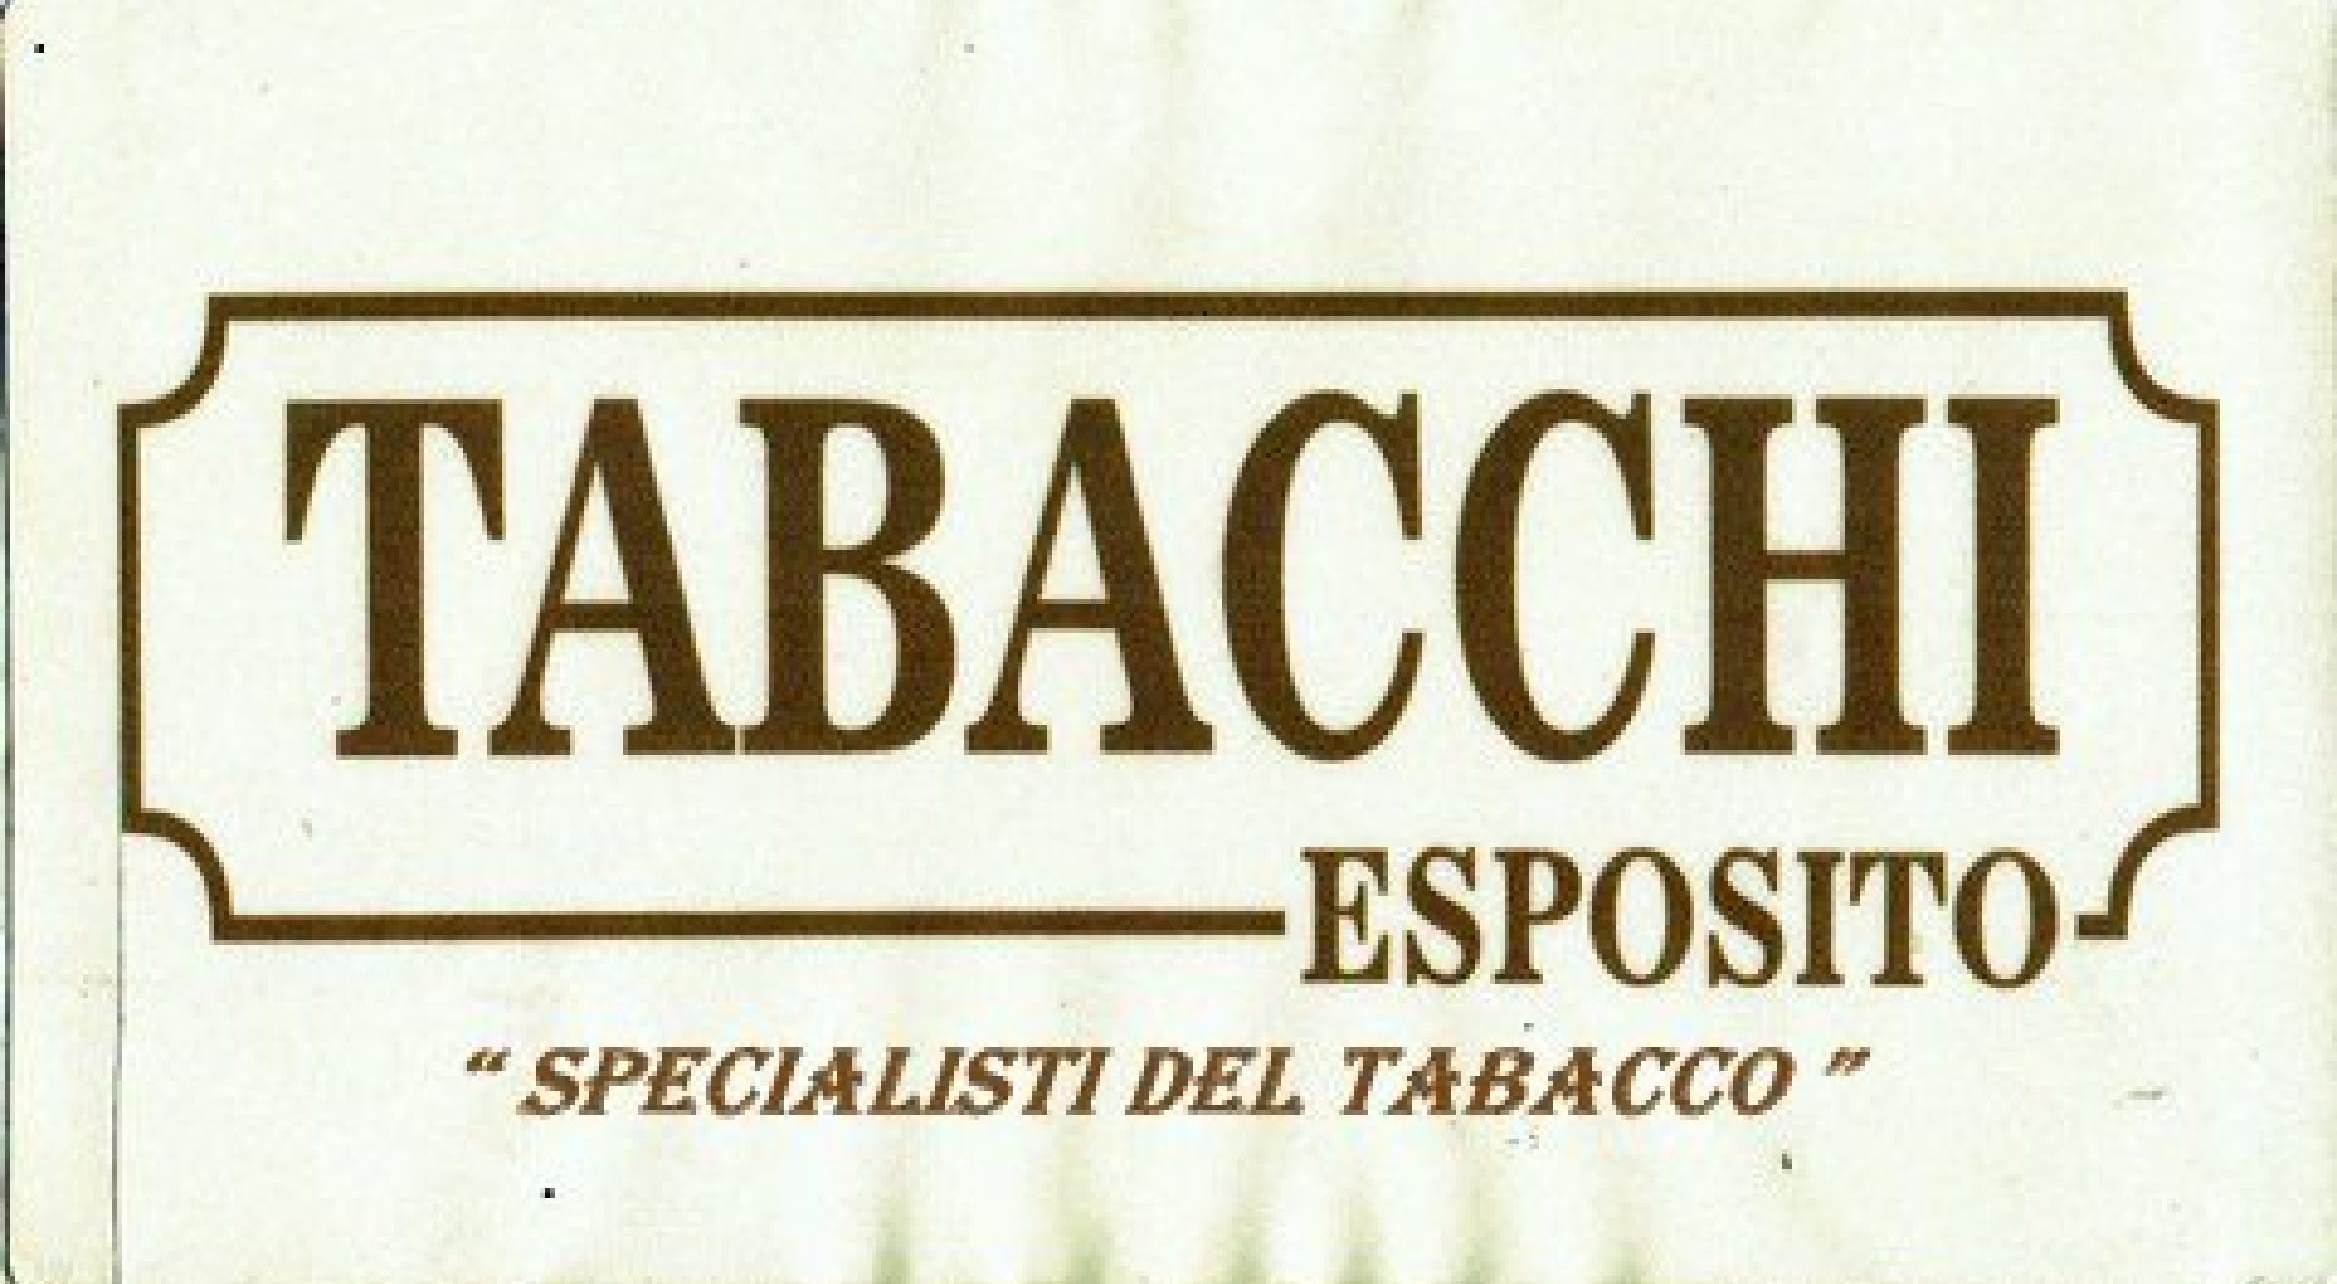 TABACCHI
ESPOSITO
“ SPECIALISTI DEL TABACCO ”